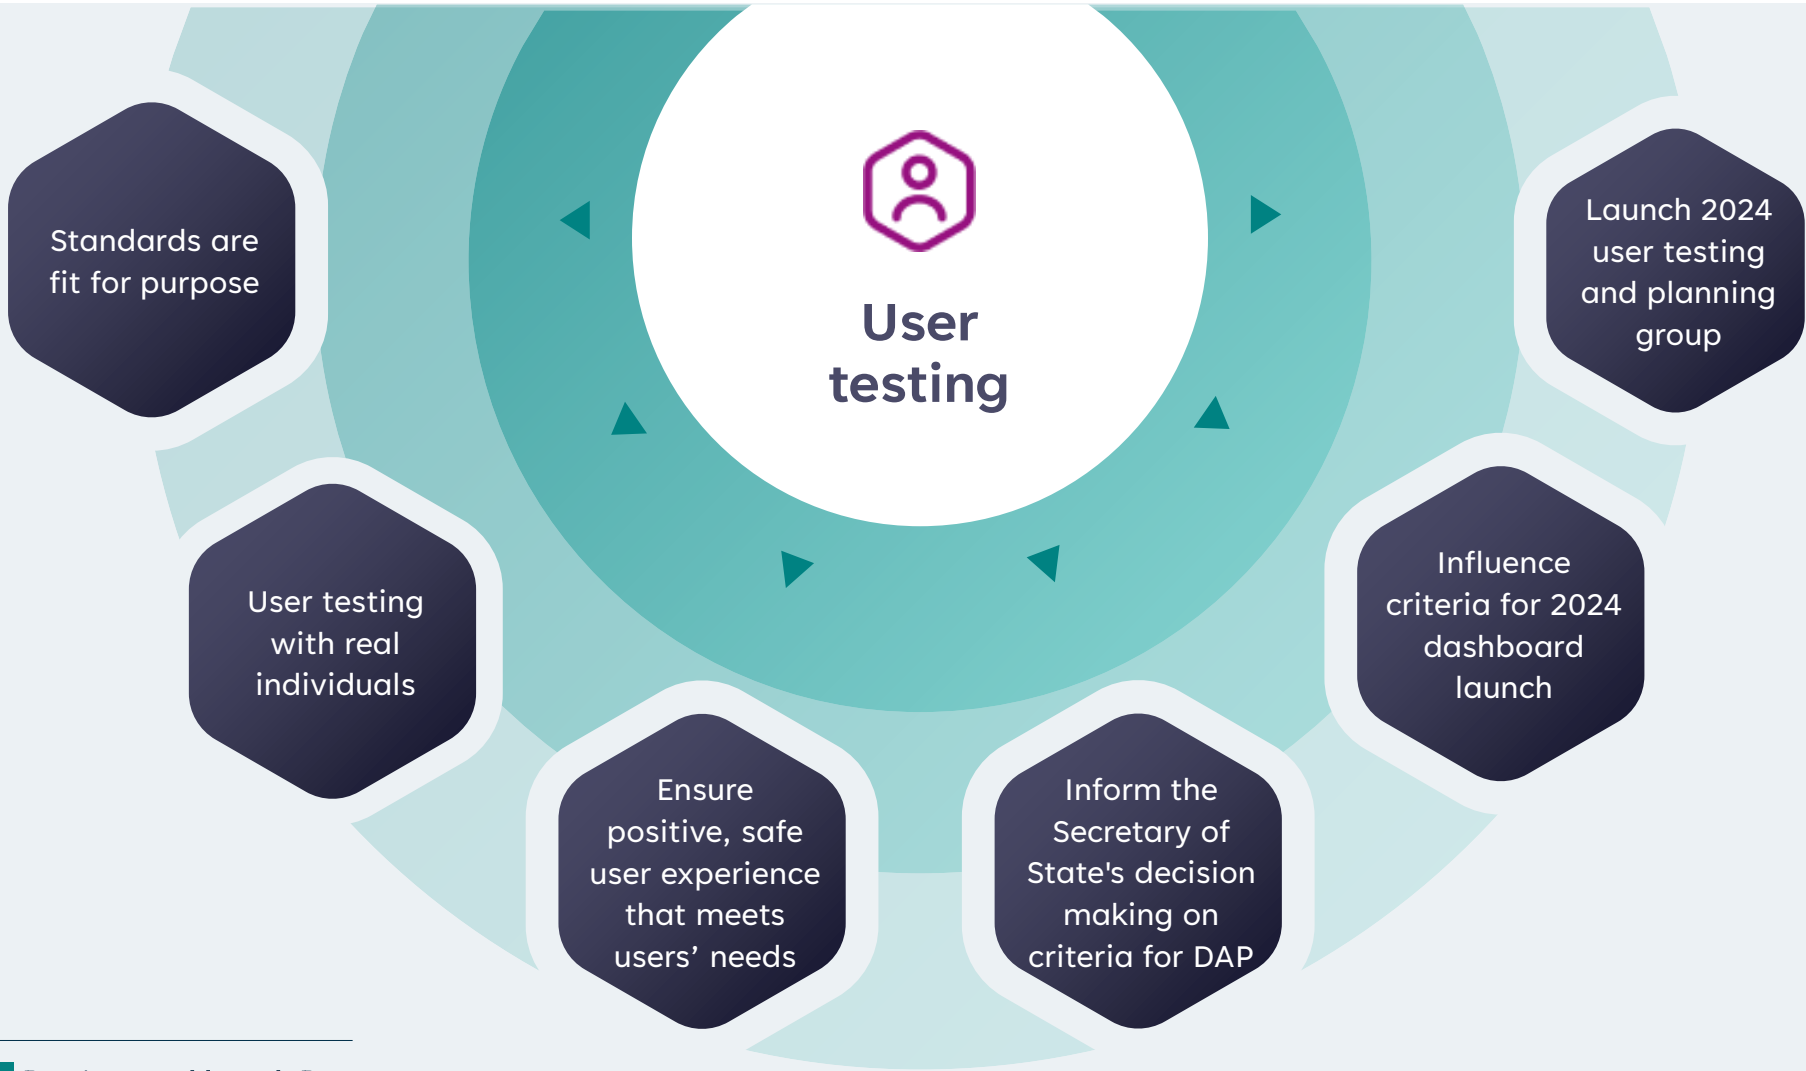 User
testing
Standards are
fit for purpose
User testing
with real
individuals
Ensure
positive, safe
user experience
that meets
users’ needs
Inform the
Secretary of
State's decision
making on
criteria for DAP
Influence
criteria for 2024
dashboard
launch
Launch 2024
user testing
and planning
group